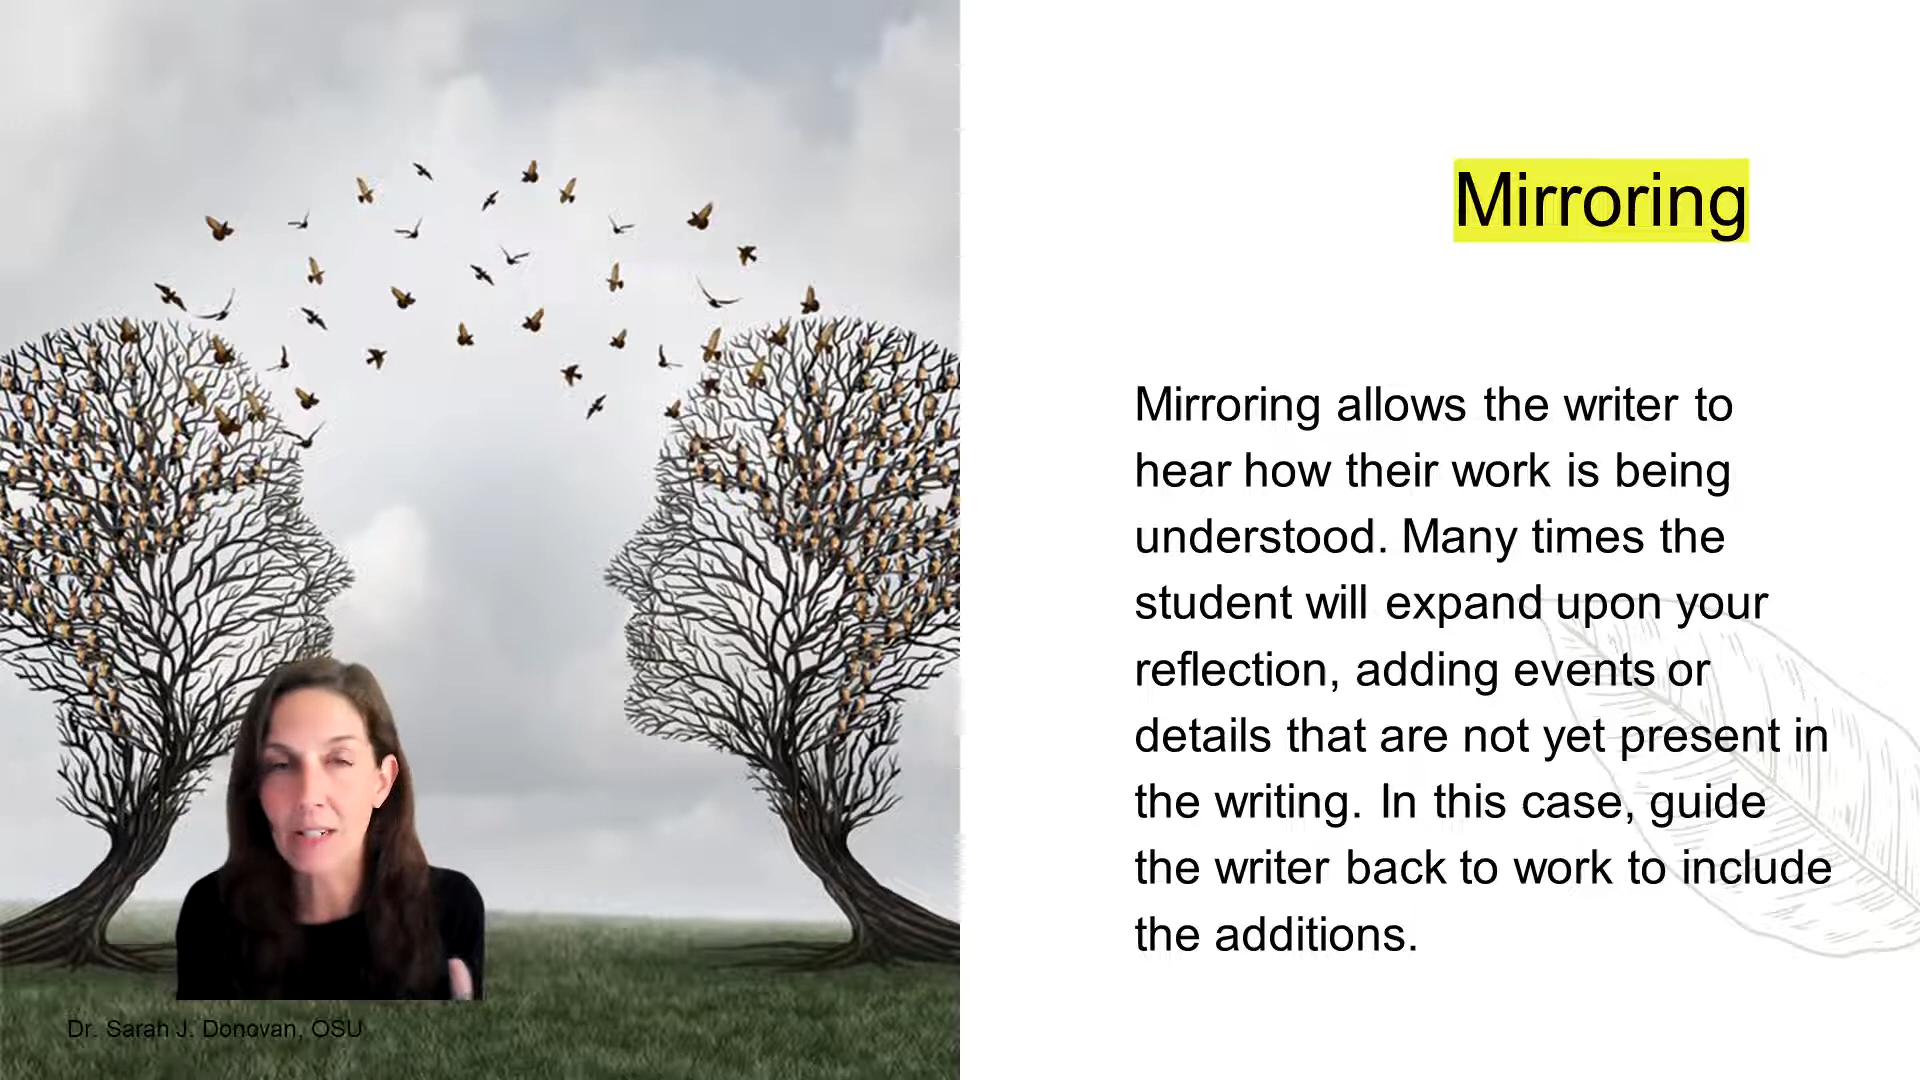 Mirroring
Mirroring allows the writer to
hear how their work is being
understood. Many times the
student will expand upon your
reflection, adding events or
details that are not yet present in
the writing. In this case, guide
the writer back to work to include
the additions.
Dr. Sarah J. Donovan, OSU